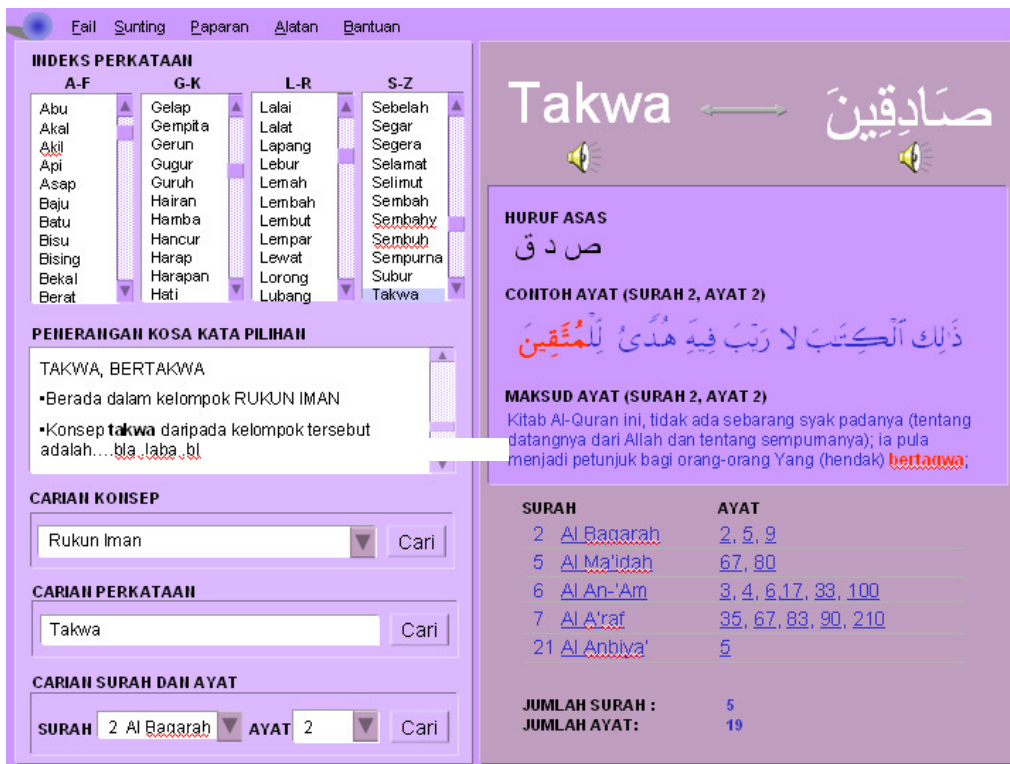 Fail Sunting Paparan Alatan Bantuan
INDEKS PERKATAAN
A-F
Abu
Akal
Akil
Api
Asap
Baju
Batu
Bisu
Bising
Bekal
Berat
G-K
Gelap
Gempita
Gerun
Gugur
Guruh
Hairan
Hamba
Hancur
Harap
Harapan
Hati
L-R
Lalai
Lalat
Lapang
Lebur
Lemah
Lembah
Lembut
Lempar
Lewat
Lorong
Lubang
S-Z
Sebelah
Segar
Segera
Selamat
Selimut
Sembah
Sembahy
Sembuh
Sempurna
Subur
Takwa
PENERANGAN KOSA KATA PILIHAN
TAKWA, BERTAKWA
•Berada dalam kelompok RUKUN IMAN
•Konsep takwa daripada kelompok tersebut
adalah....bla..laba..bl
CARIAN KONSEP
Rukun Iman Cari
CARIAN PERKATAAN
Takwa Cari
CARIAN SURAH DAN AYAT
SURAH 2 Al Baqarah AYAT 2 Cari
Takwa صَادِقِينَ
HURUF ASAS
ص د ق
CONTOH AYAT (SURAH 2, AYAT 2)
ذَٰلِكَ ٱلْكِتَٰبَ لا رَيْبَ فِيهِ هُدًىُ لِّلْمُتَّقِينَ
MAKSUD AYAT (SURAH 2, AYAT 2)
Kitab Al-Quran ini, tidak ada sebarang syak padanya (tentang
datangnya dari Allah dan tentang sempurnanya); ia pula
menjadi petunjuk bagi orang-orang Yang (hendak) bertaqwa;
SURAH AYAT
2 Al Baqarah 2, 5, 9
5 Al Ma'idah 67, 80
6 Al An-'Am 3, 4, 6,17, 33, 100
7 Al A'raf 35, 67, 83, 90, 210
21 Al Anbiya' 5
JUMLAH SURAH : 5
JUMLAH AYAT: 19